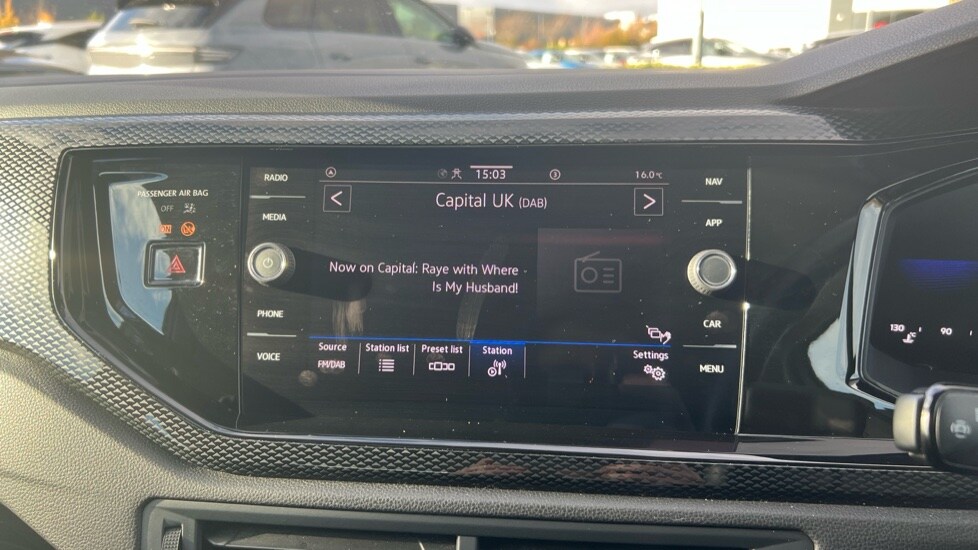 PASSENGER AIR BAG
OFF
ON
RADIO
MEDIA
PHONE
VOICE
15:03
3
16.0°C
<
Capital UK (DAB)
>
Now on Capital: Raye with Where
Is My Husband!
Source
FM/DAB
Station list
Preset list
Station
Settings
NAV
APP
CAR
MENU
130
°C
90